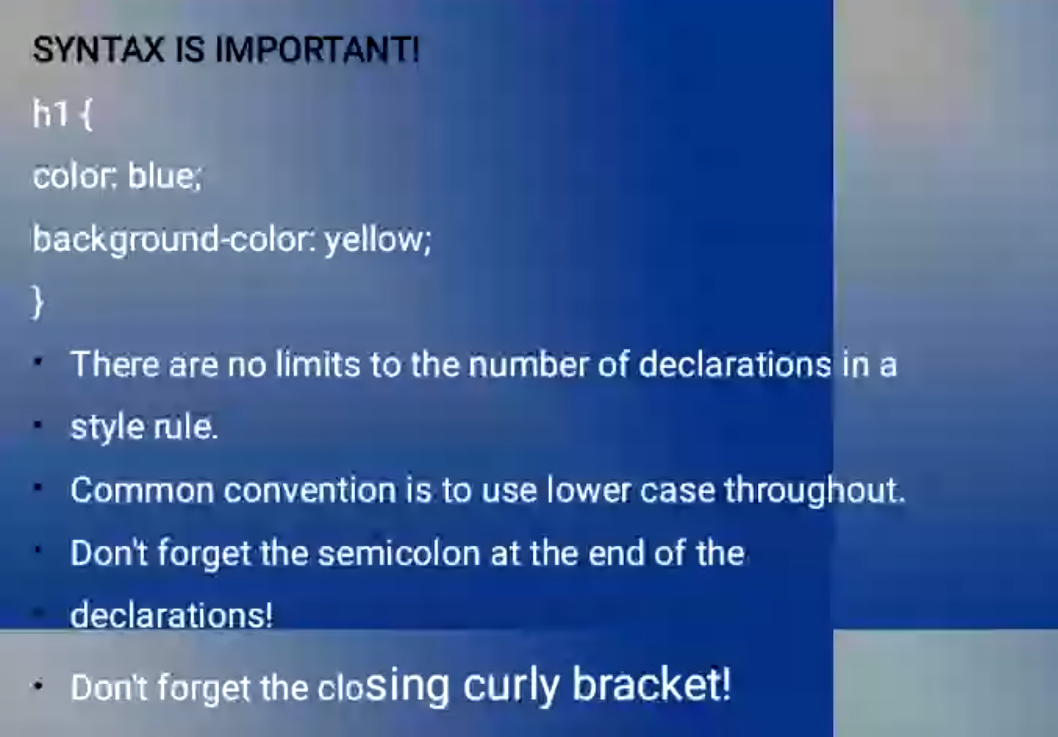 SYNTAX IS IMPORTANT!
h1 {
color: blue;
background-color: yellow;
}
• There are no limits to the number of declarations in a
• style rule.
• Common convention is to use lower case throughout.
• Don't forget the semicolon at the end of the
• declarations!
• Don't forget the closing curly bracket!